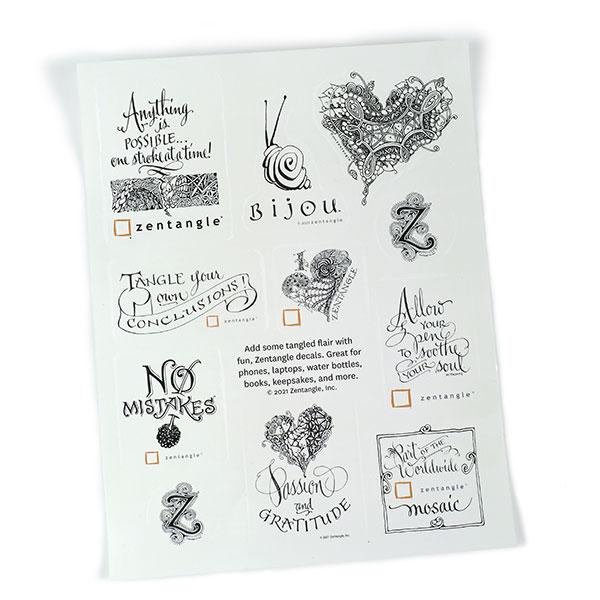 Anything
is
POSSIBLE...
one stroke at a time!
zentangle®
BIJOU
© 2021 zentangle
Z
TANGLE your
own
CONCLUSIONS!
zentangle®
I
ZENTANGLE
Allow
YOUR
pen
TO soothe
YOUR soul
zentangle®
Add some tangled flair with
fun, Zentangle decals. Great for
phones, laptops, water bottles,
books, keepsakes, and more.
© 2021 Zentangle, Inc.
NO
MISTAKES
zentangle®
Passion
and
GRATITUDE
Part OF THE
Worldwide
zentangle®
mosaic
Z
© 2021 Zentangle, Inc.